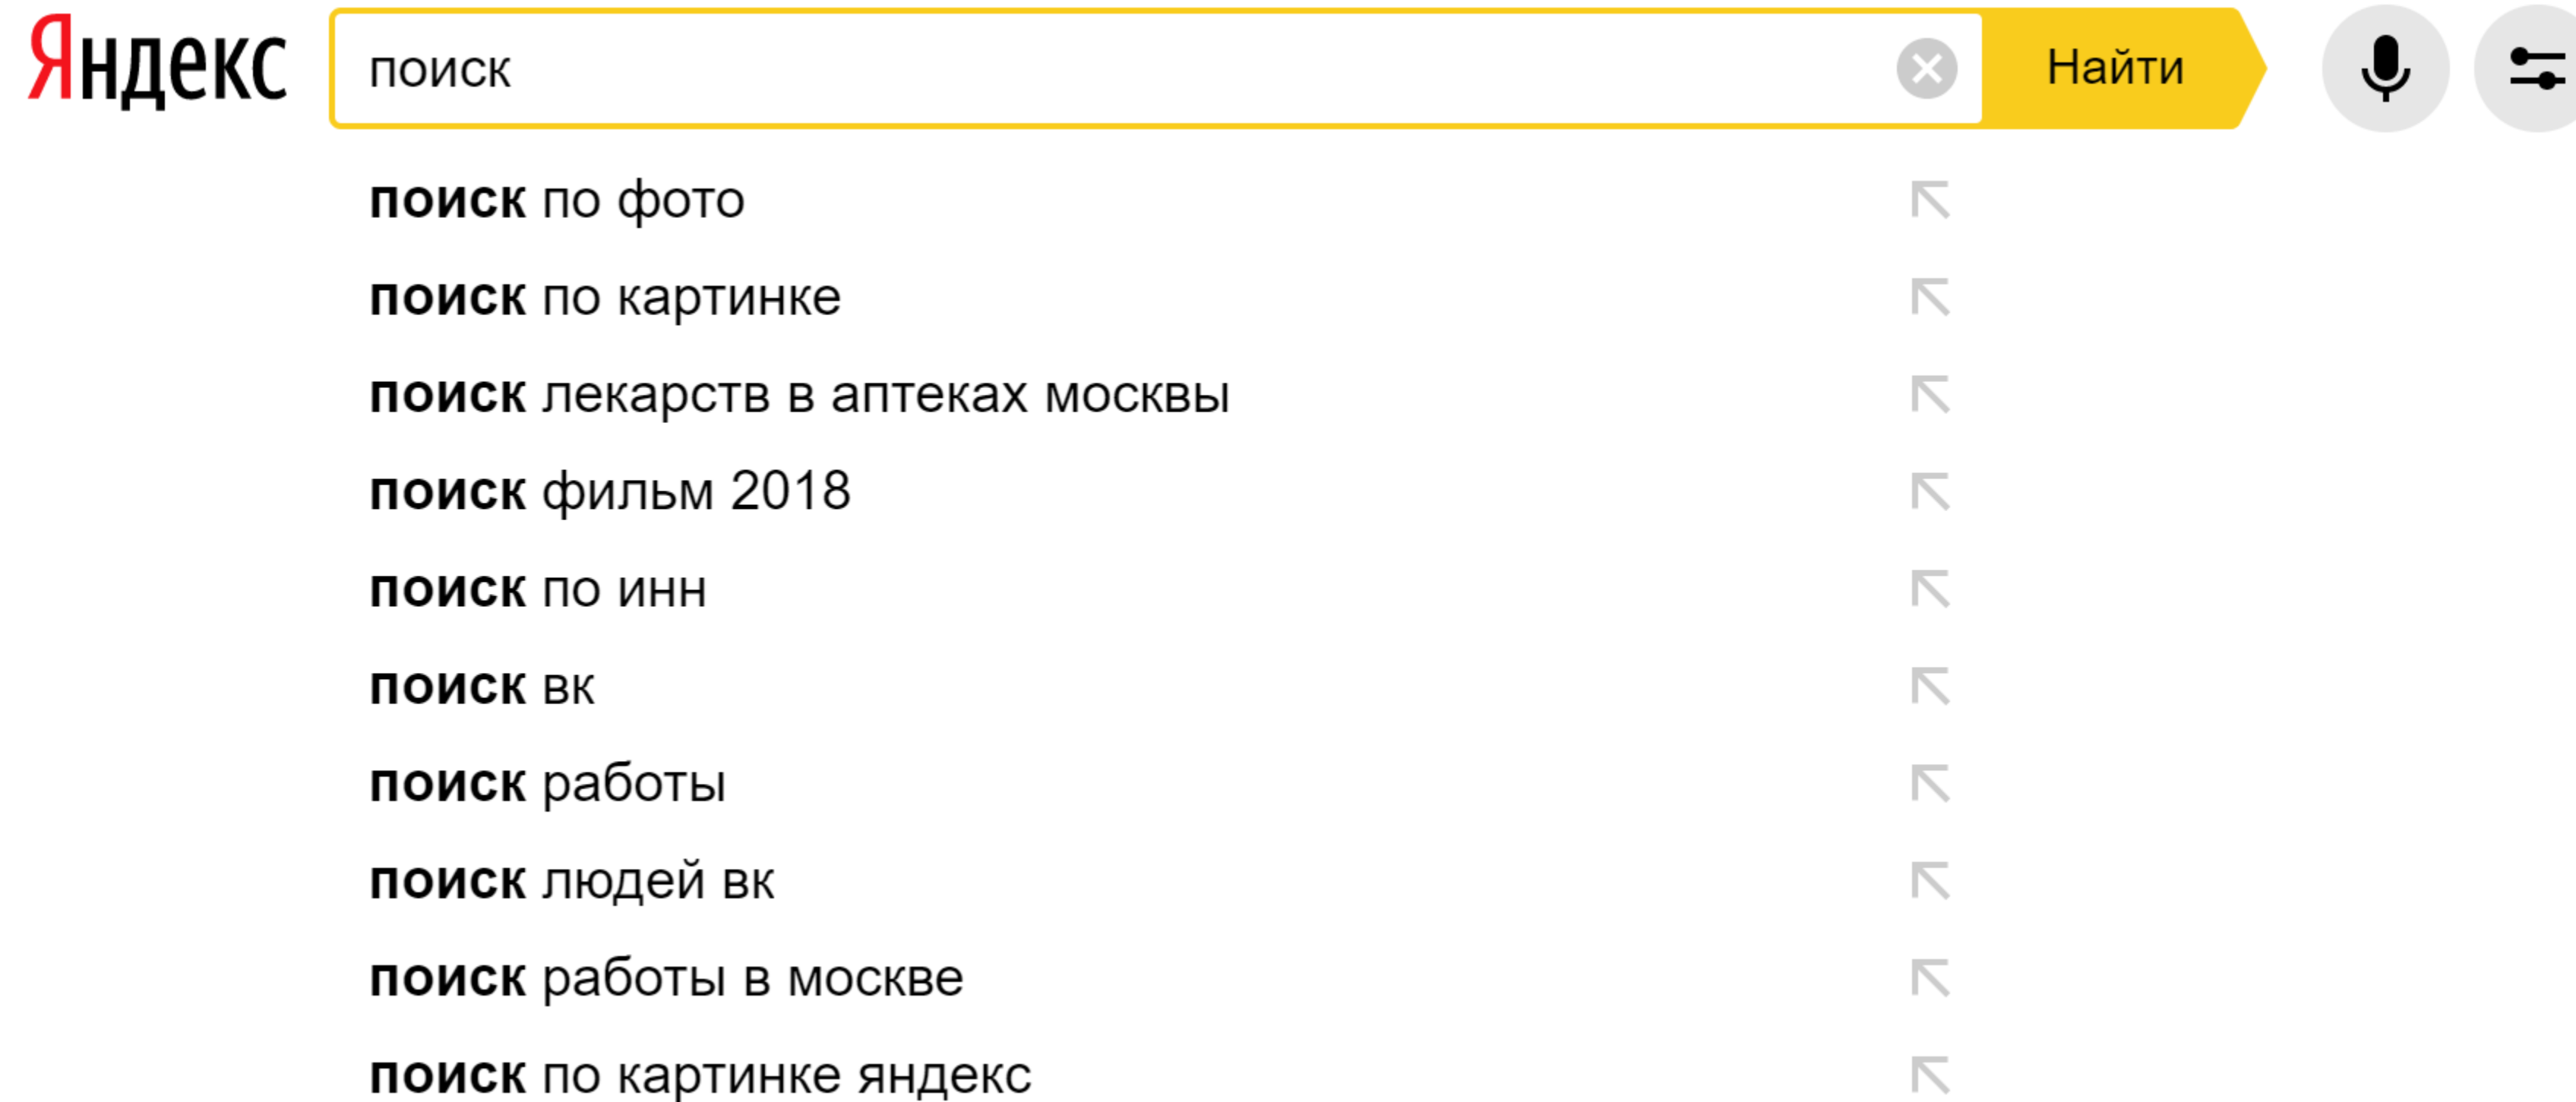 Яндекс
поиск
Найти
поиск по фото
поиск по картинке
поиск лекарств в аптеках москвы
поиск фильм 2018
поиск по инн
поиск вк
поиск работы
поиск людей вк
поиск работы в москве
поиск по картинке яндекс